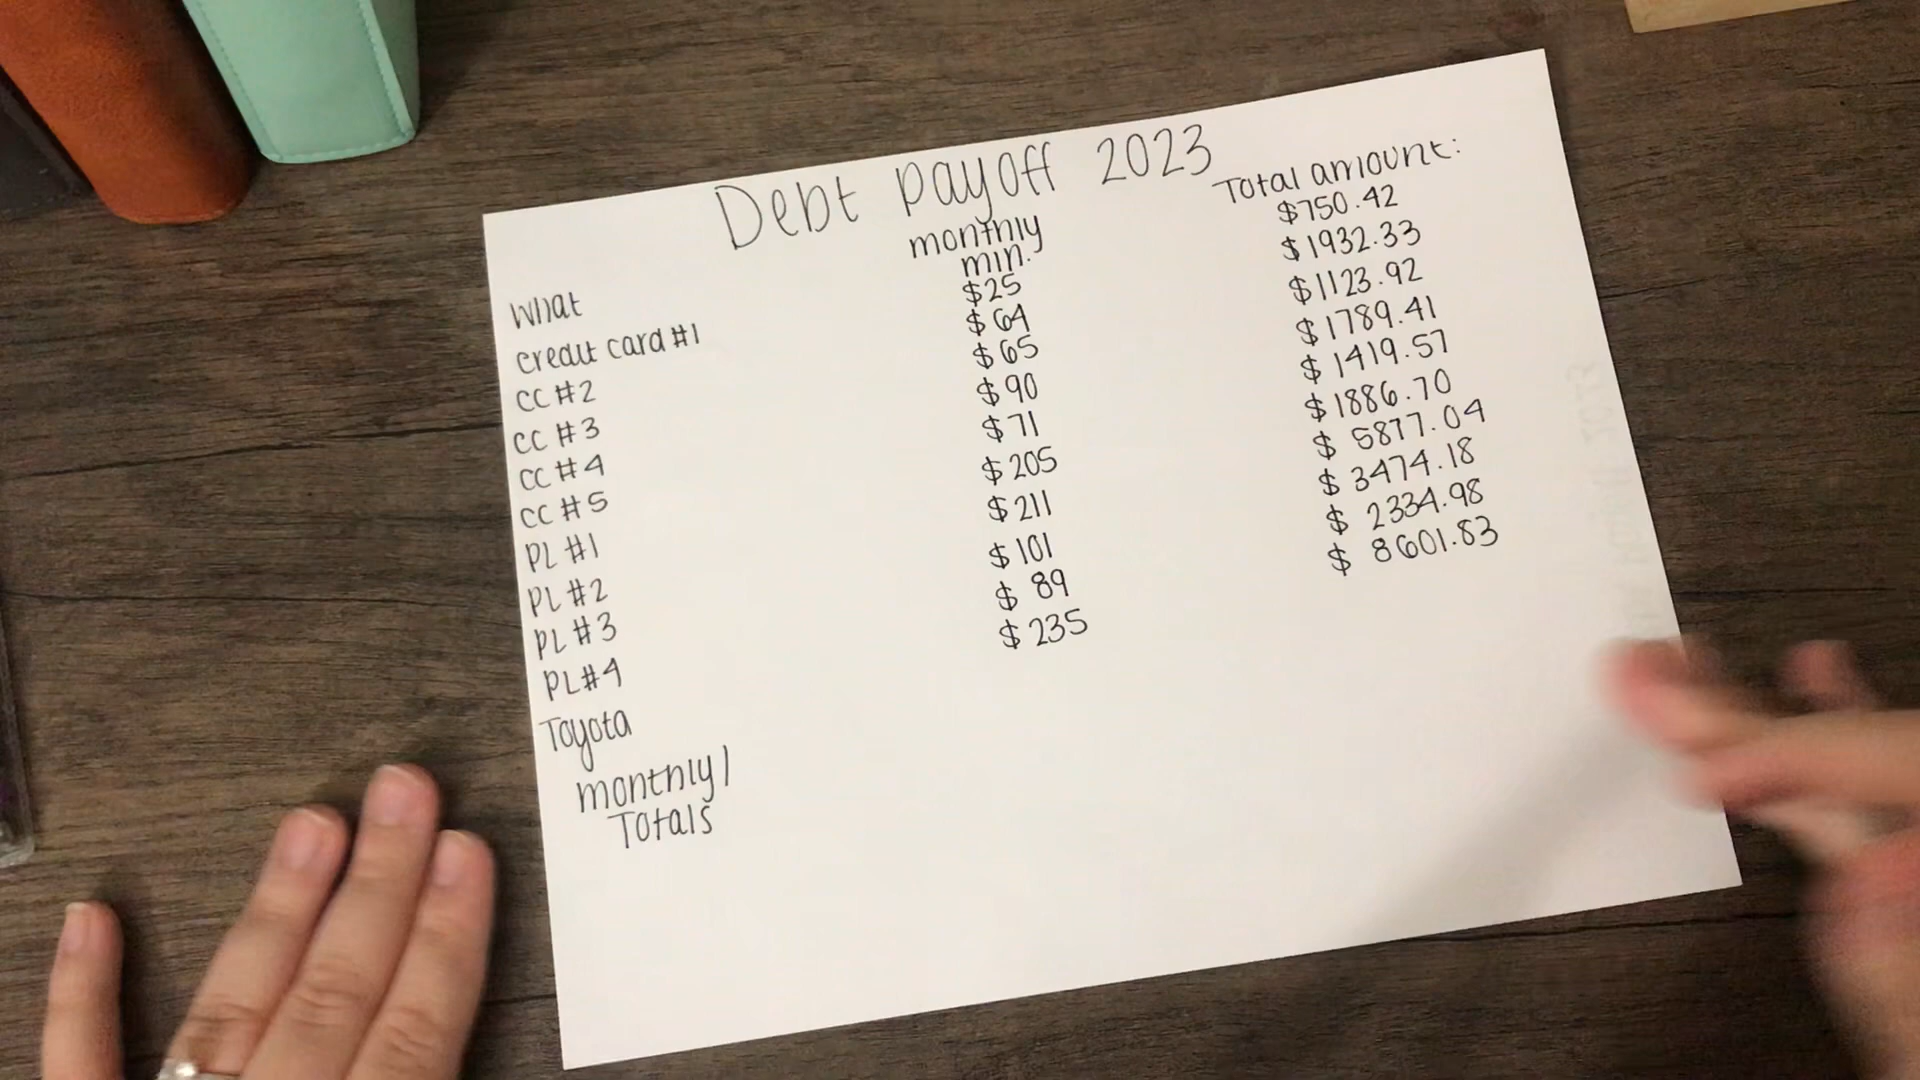 Debt payoff 2023
What monthly min. Total amount:
credit card #1 $25 $750.42
CC #2 $64 $1932.33
CC #3 $65 $1123.92
CC #4 $90 $1789.41
CC #5 $71 $1419.57
PL #1 $205 $1886.70
PL #2 $211 $5877.04
PL #3 $101 $3474.18
PL #4 $89 $2334.98
Toyota $235 $8601.83
monthly/
Totals